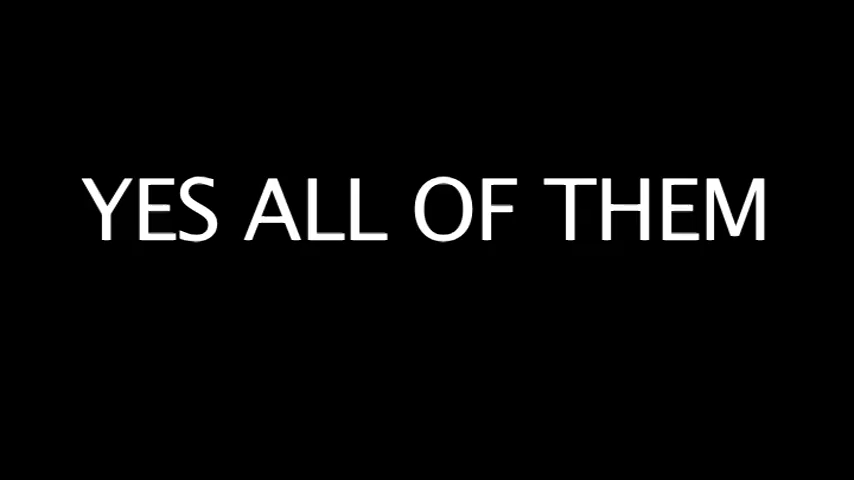 YES ALL OF THEM